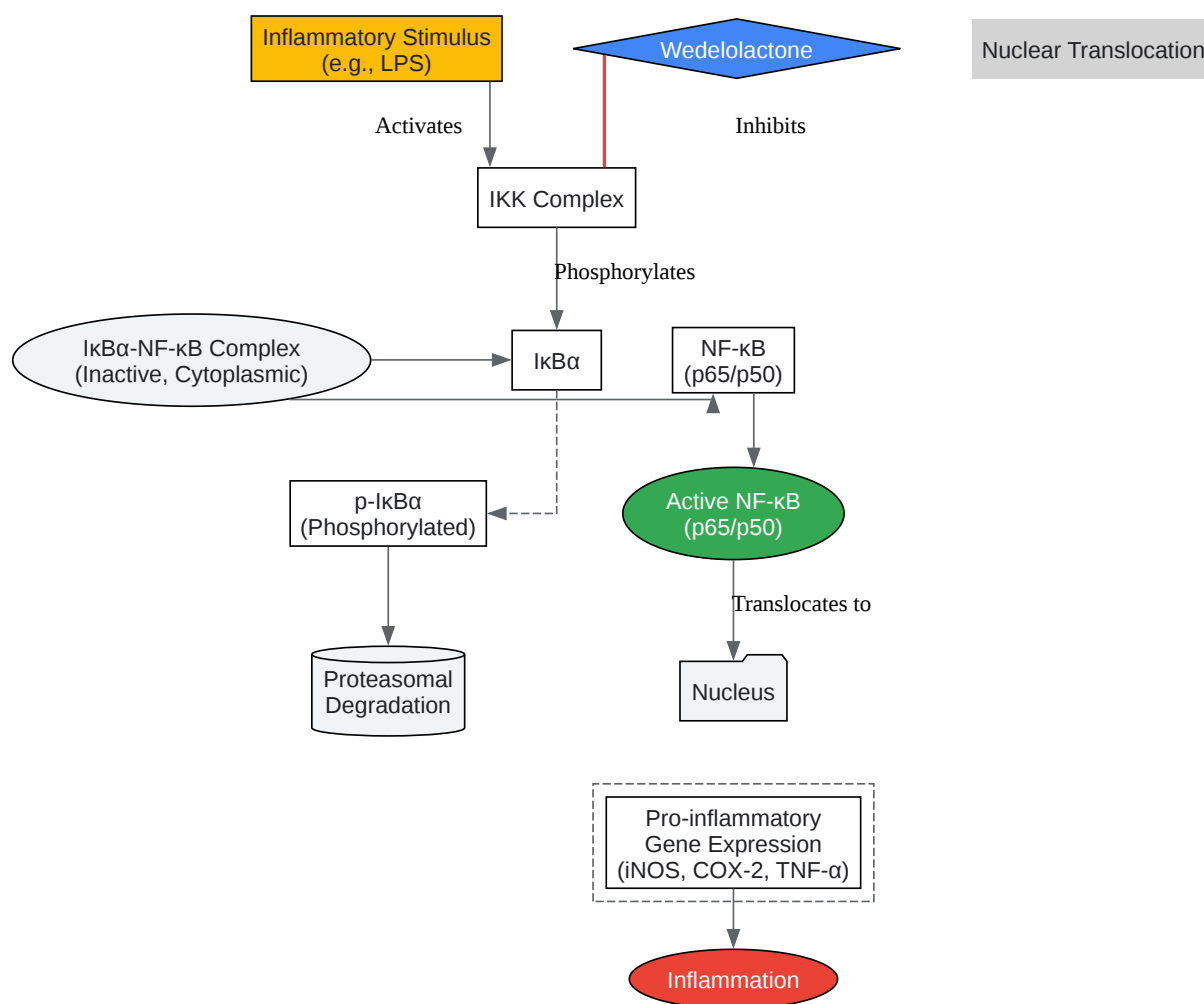 Inflammatory Stimulus
(e.g., LPS)
Wedelolactone
Nuclear Translocation
Activates
Inhibits
IKK Complex
Phosphorylates
IκBα-NF-κB Complex
(Inactive, Cytoplasmic)
IκBα
NF-κB
(p65/p50)
p-IκBα
(Phosphorylated)
Active NF-κB
(p65/p50)
Translocates to
Proteasomal
Degradation
Nucleus
Pro-inflammatory
Gene Expression
(iNOS, COX-2, TNF-α)
Inflammation